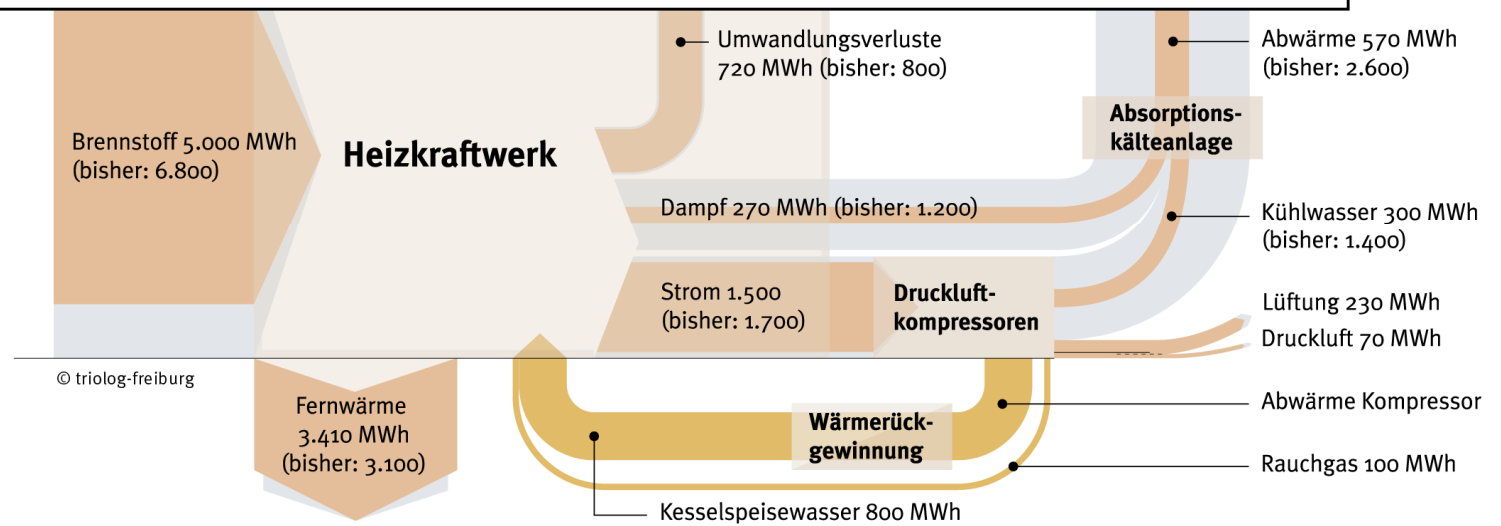 Umwandlungsverluste
720 MWh (bisher: 800)
Abwärme 570 MWh
(bisher: 2.600)
Absorptions-
kälteanlage
Brennstoff 5.000 MWh
(bisher: 6.800)
Heizkraftwerk
Dampf 270 MWh (bisher: 1.200)
Kühlwasser 300 MWh
(bisher: 1.400)
Strom 1.500
(bisher: 1.700)
Druckluft-
kompressoren
Lüftung 230 MWh
Druckluft 70 MWh
© triolog-freiburg
Fernwärme
3.410 MWh
(bisher: 3.100)
Wärmerück-
gewinnung
Abwärme Kompressor
Rauchgas 100 MWh
Kesselspeisewasser 800 MWh